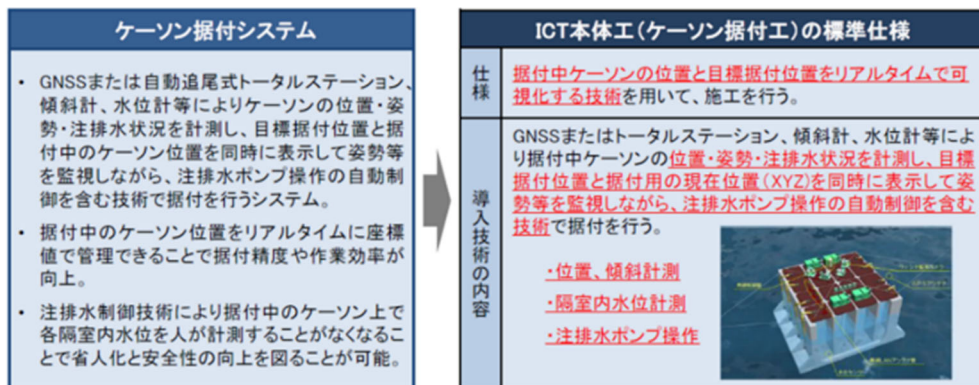 ケーソン据付システム
• GNSSまたは自動追尾式トータルステーション、
傾斜計、水位計等によりケーソンの位置・姿
勢・注排水状況を計測し、目標据付位置と据
付中のケーソン位置を同時に表示して姿勢等
を監視しながら、注排水ポンプ操作の自動制
御を含む技術で据付を行うシステム。
• 据付中のケーソン位置をリアルタイムに座標
値で管理できることで据付精度や作業効率が
向上。
• 注排水制御技術により据付中のケーソン上で
各隔室内水位を人が計測することがなくなるこ
とで省人化と安全性の向上を図ることが可能。
ICT本体工(ケーソン据付工)の標準仕様
仕様
据付中ケーソンの位置と目標据付位置をリアルタイムで可
視化する技術を用いて、施工を行う。
導入技術の内容
GNSSまたはトータルステーション、傾斜計、水位計等によ
り据付中ケーソンの位置・姿勢・注排水状況を計測し、目標
据付位置と据付用の現在位置(XYZ)を同時に表示して姿
勢等を監視しながら、注排水ポンプ操作の自動制御を含む
技術で据付を行う。
・位置、傾斜計測
・隔室内水位計測
・注排水ポンプ操作